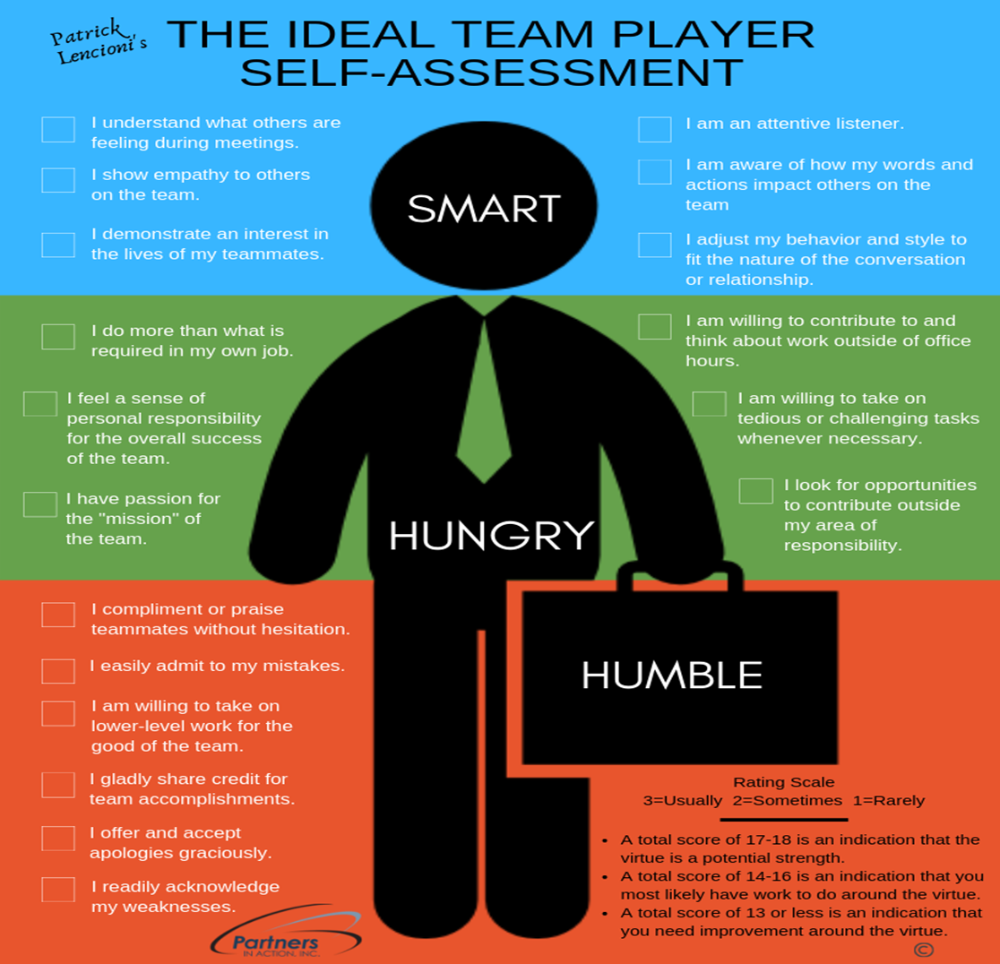 Patrick
Lencioni's
THE IDEAL TEAM PLAYER
SELF-ASSESSMENT
I understand what others are
feeling during meetings.
I show empathy to others
on the team.
I demonstrate an interest in
the lives of my teammates.
SMART
I am an attentive listener.
I am aware of how my words and
actions impact others on the
team
I adjust my behavior and style to
fit the nature of the conversation
or relationship.
I do more than what is
required in my own job.
I feel a sense of
personal responsibility
for the overall success
of the team.
I have passion for
the "mission" of
the team.
HUNGRY
I am willing to contribute to and
think about work outside of office
hours.
I am willing to take on
tedious or challenging tasks
whenever necessary.
I look for opportunities
to contribute outside
my area of
responsibility.
I compliment or praise
teammates without hesitation.
I easily admit to my mistakes.
I am willing to take on
lower-level work for the
good of the team.
I gladly share credit for
team accomplishments.
I offer and accept
apologies graciously.
I readily acknowledge
my weaknesses.
HUMBLE
Rating Scale
3=Usually 2=Sometimes 1=Rarely
• A total score of 17-18 is an indication that the
virtue is a potential strength.
• A total score of 14-16 is an indication that you
most likely have work to do around the virtue.
• A total score of 13 or less is an indication that
you need improvement around the virtue.
Partners
IN ACTION, INC.
©